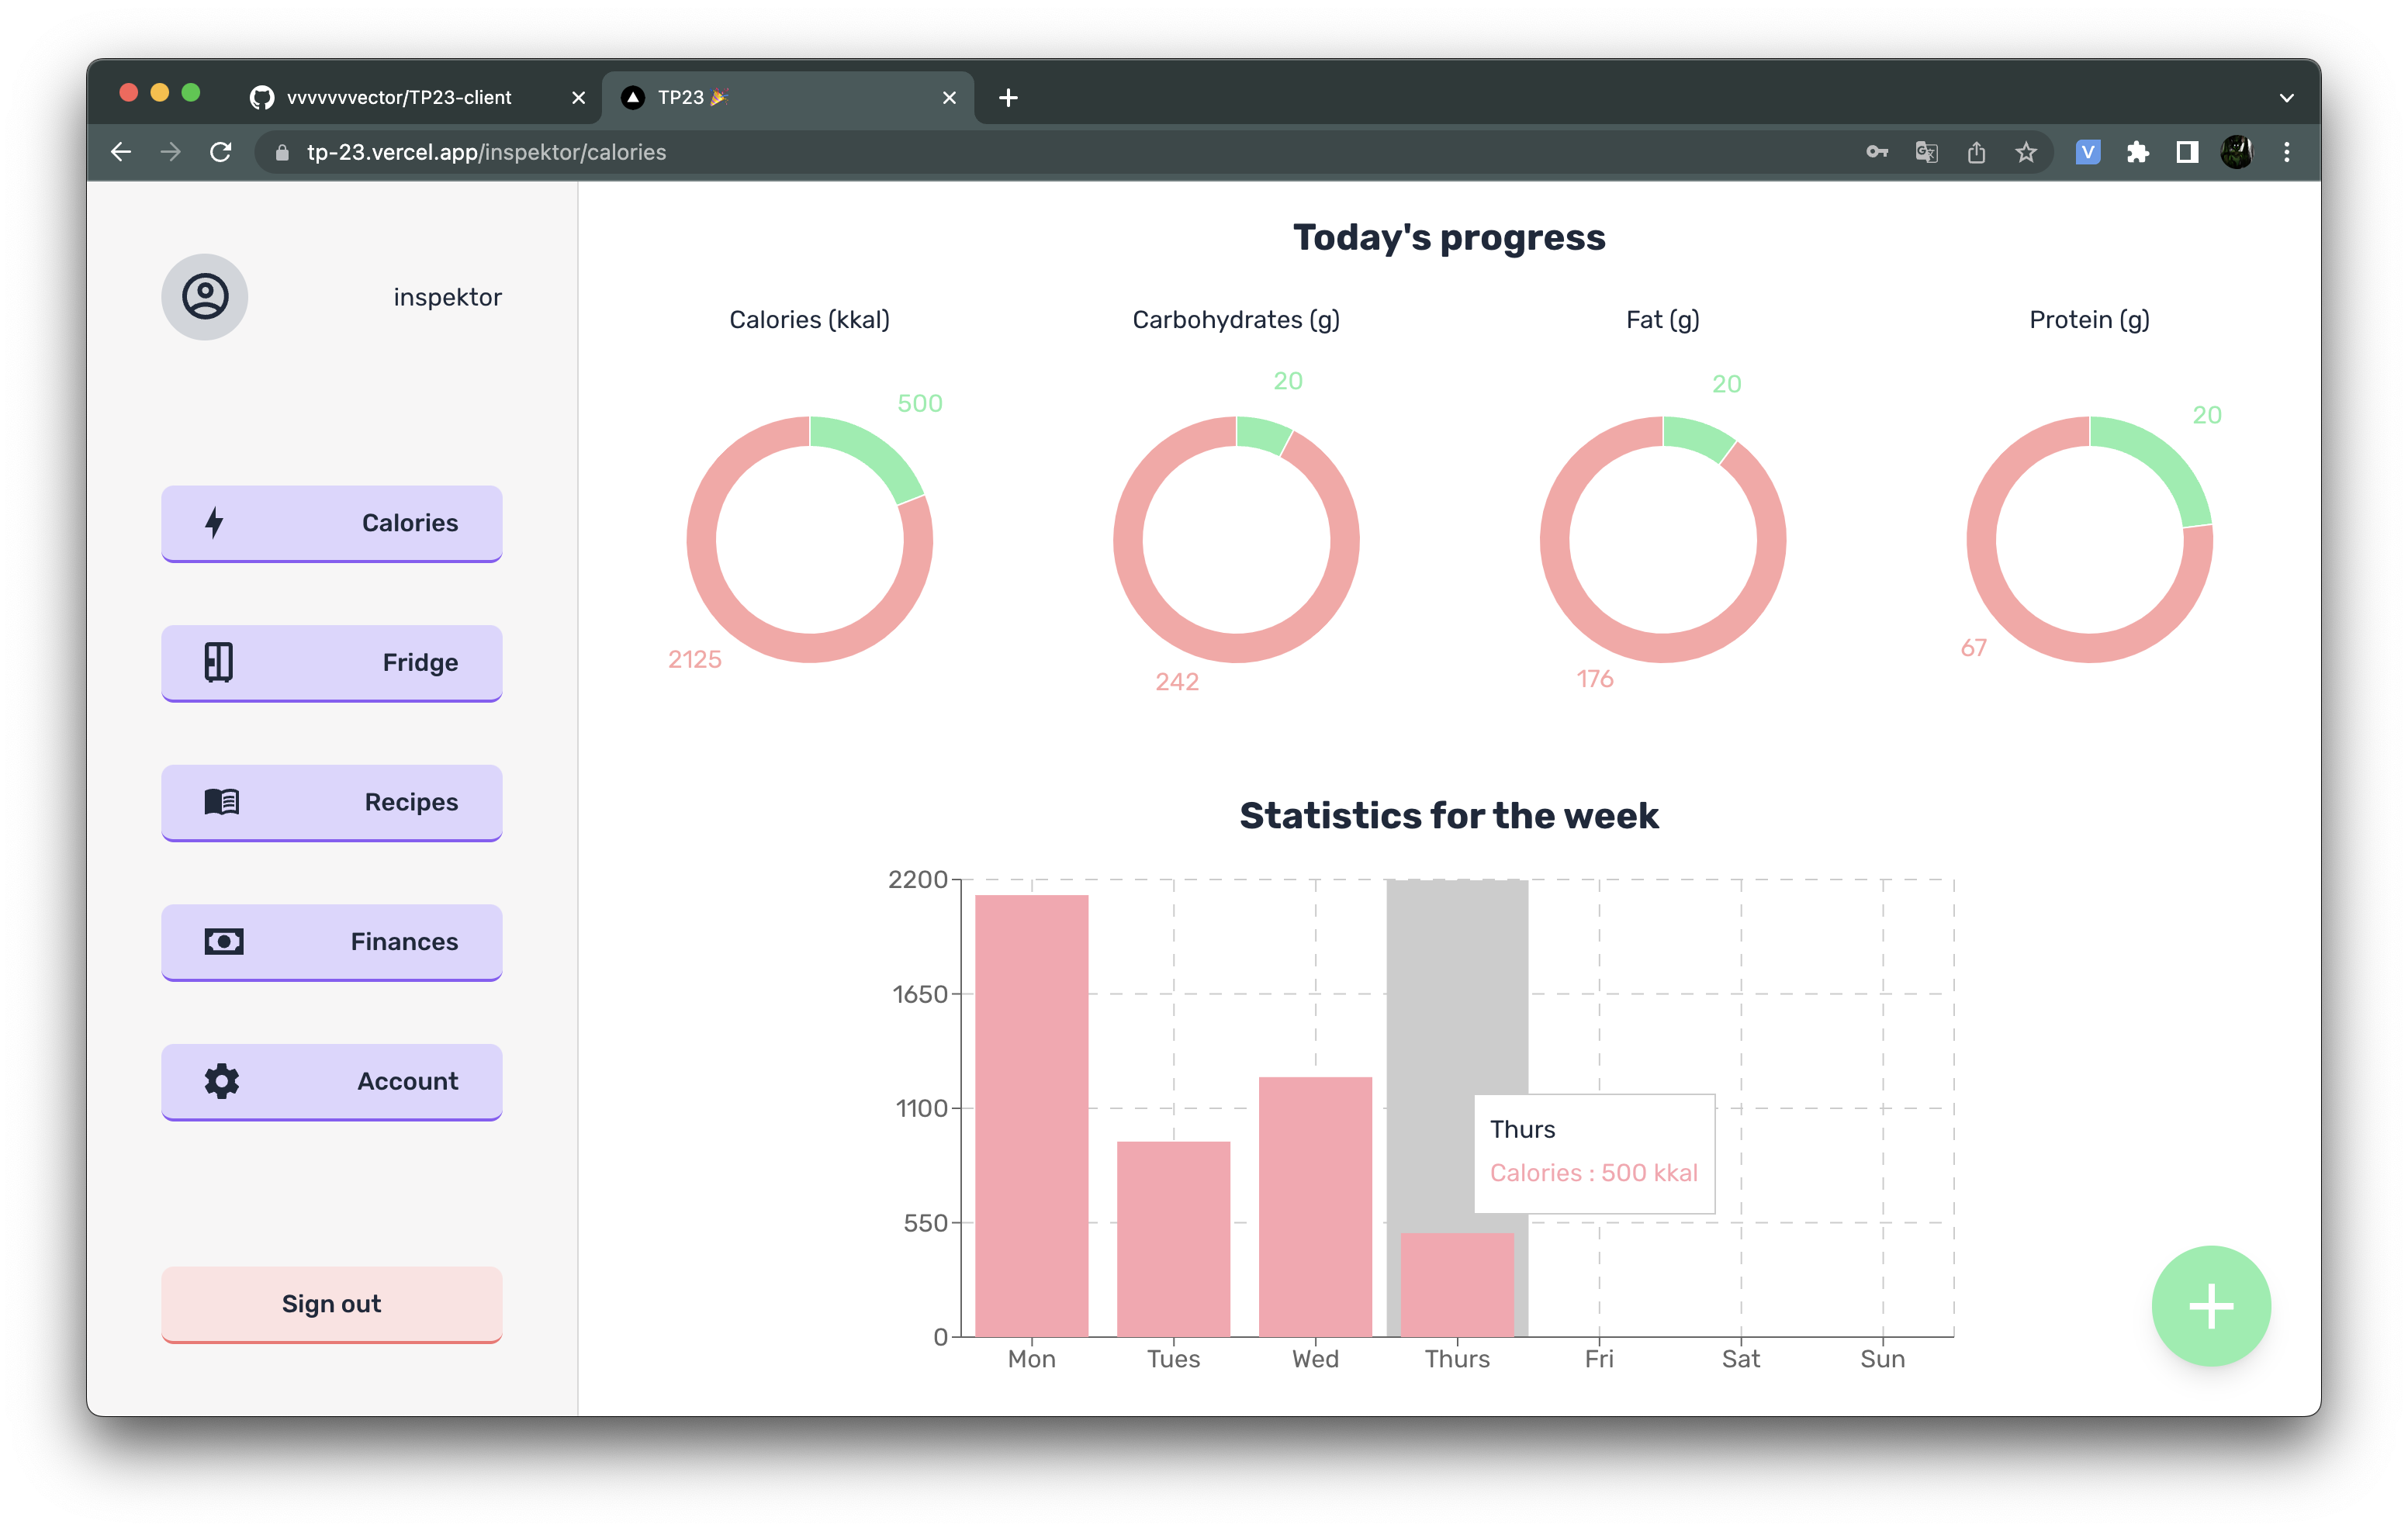 vvvvvvvector/TP23-client
TP23 🎉
tp-23.vercel.app/inspektor/calories
V
inspektor
Calories
Fridge
Recipes
Finances
Account
Sign out
Today's progress
Calories (kkal)
Carbohydrates (g)
Fat (g)
Protein (g)
500
20
20
20
2125
242
176
67
Statistics for the week
2200
1650
1100
550
0
Thurs
Calories : 500 kkal
Mon
Tues
Wed
Thurs
Fri
Sat
Sun